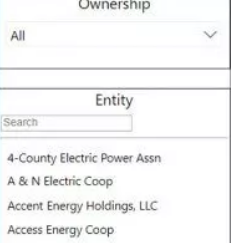 Ownership
All
Entity
Search
4-County Electric Power Assn
A & N Electric Coop
Accent Energy Holdings, LLC
Access Energy Coop